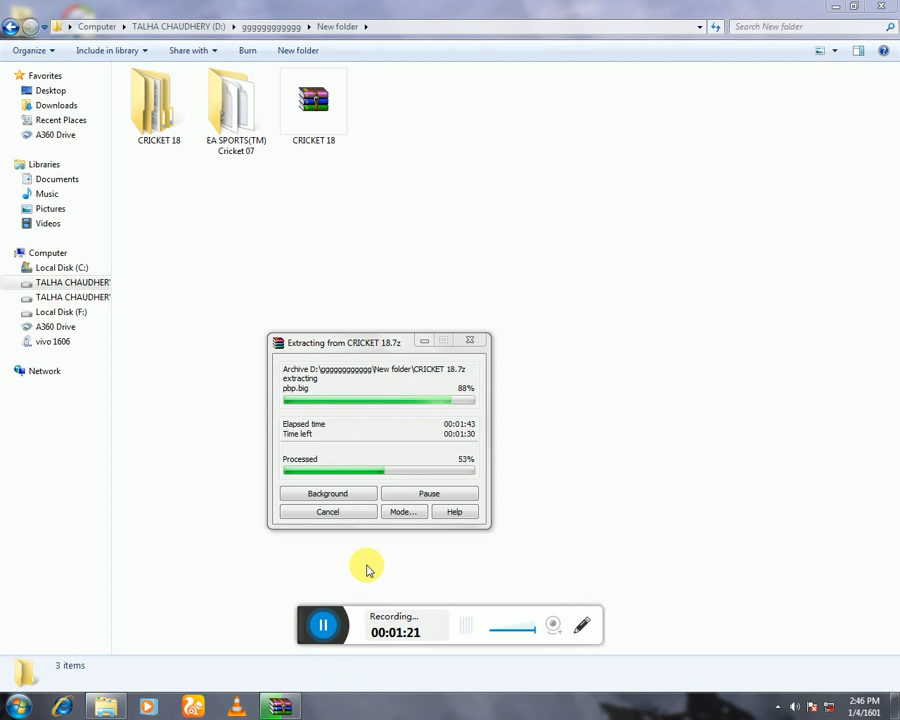 Computer ▸ TALHA CHAUDHERY (D:) ▸ gggggggggggg ▸ New folder ▸
Search New folder
Organize Include in library Share with Burn New folder
Favorites
Desktop
Downloads
Recent Places
A360 Drive
Libraries
Documents
Music
Pictures
Videos
Computer
Local Disk (C:)
TALHA CHAUDHERY
TALHA CHAUDHERY
Local Disk (F:)
A360 Drive
vivo 1606
Network
CRICKET 18
EA SPORTS(TM)
Cricket 07
CRICKET 18
Extracting from CRICKET 18.7z
Archive D:\gggggggggggg\New folder\CRICKET 18.7z
extracting
pbp.big 88%
Elapsed time 00:01:43
Time left 00:01:30
Processed 53%
Background Pause
Cancel Mode... Help
Recording...
00:01:21
3 items
2:46 PM
1/4/1601